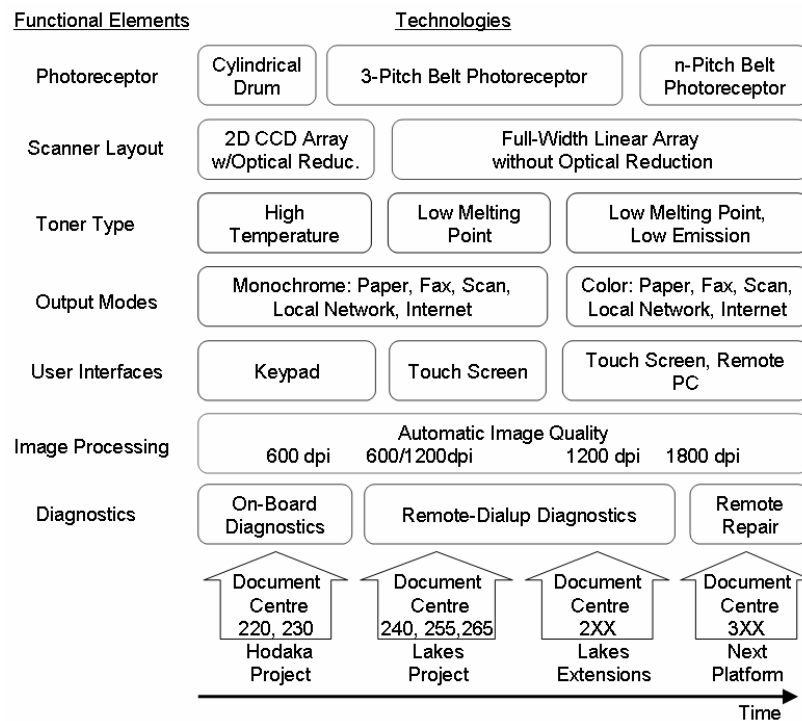 Functional Elements Technologies
Photoreceptor
Cylindrical
Drum
3-Pitch Belt Photoreceptor
n-Pitch Belt
Photoreceptor
Scanner Layout
2D CCD Array
w/Optical Reduc.
Full-Width Linear Array
without Optical Reduction
Toner Type
High
Temperature
Low Melting
Point
Low Melting Point,
Low Emission
Output Modes
Monochrome: Paper, Fax, Scan,
Local Network, Internet
Color: Paper, Fax, Scan,
Local Network, Internet
User Interfaces
Keypad
Touch Screen
Touch Screen, Remote
PC
Image Processing
Automatic Image Quality
600 dpi 600/1200dpi 1200 dpi 1800 dpi
Diagnostics
On-Board
Diagnostics
Remote-Dialup Diagnostics
Remote
Repair
Document
Centre
220, 230
Hodaka
Project
Document
Centre
240, 255,265
Lakes
Project
Document
Centre
2XX
Lakes
Extensions
Document
Centre
3XX
Next
Platform
Time